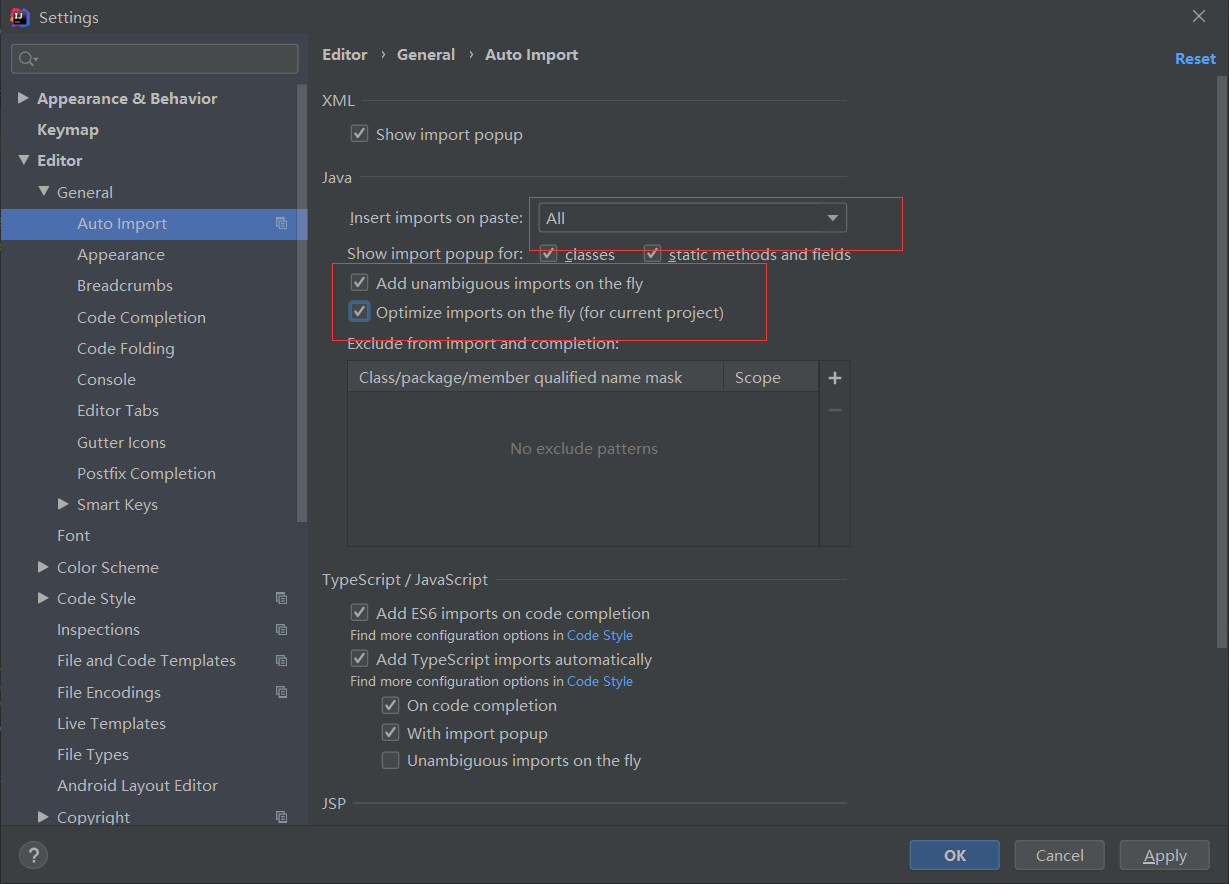 Settings
Appearance & Behavior
Keymap
Editor
General
Auto Import
Appearance
Breadcrumbs
Code Completion
Code Folding
Console
Editor Tabs
Gutter Icons
Postfix Completion
Smart Keys
Font
Color Scheme
Code Style
Inspections
File and Code Templates
File Encodings
Live Templates
File Types
Android Layout Editor
Copyright
Editor › General › Auto Import
Reset
XML
Show import popup
Java
Insert imports on paste: All
Show import popup for: classes static methods and fields
Add unambiguous imports on the fly
Optimize imports on the fly (for current project)
Exclude from import and completion:
Class/package/member qualified name mask Scope
No exclude patterns
TypeScript / JavaScript
Add ES6 imports on code completion
Find more configuration options in Code Style
Add TypeScript imports automatically
Find more configuration options in Code Style
On code completion
With import popup
Unambiguous imports on the fly
JSP
? OK Cancel Apply